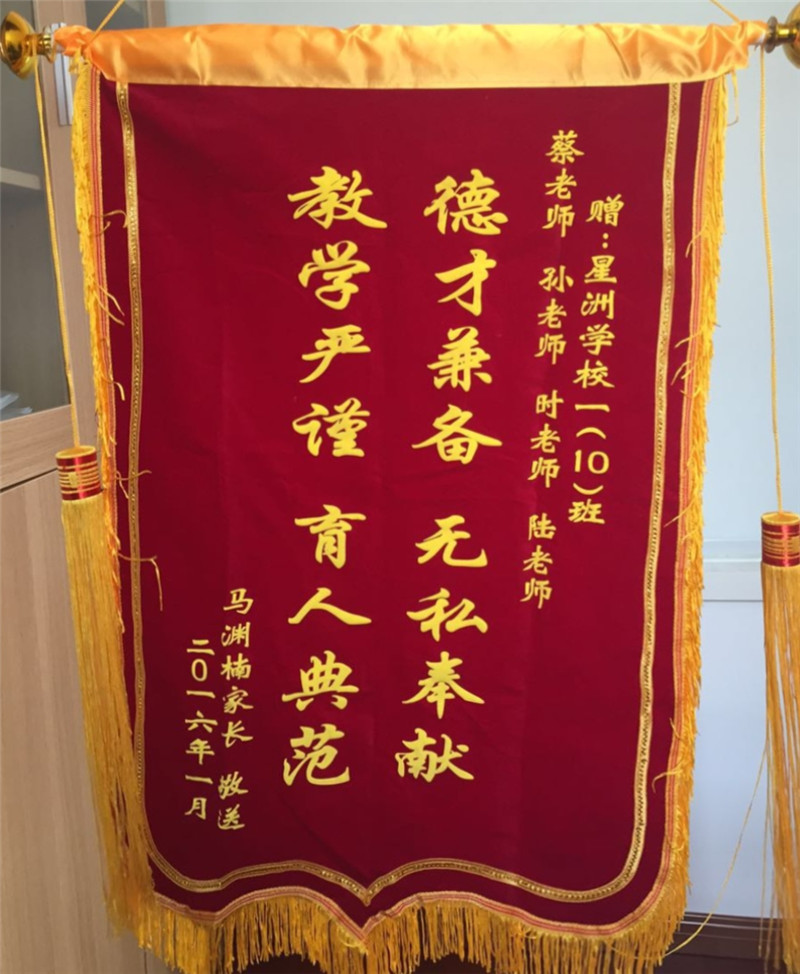 赠：星洲学校一（10）班
蔡老师 孙老师 时老师 陆老师
德才兼备 无私奉献
教学严谨 育人典范
马渊楠家长 敬送
二〇一六年一月